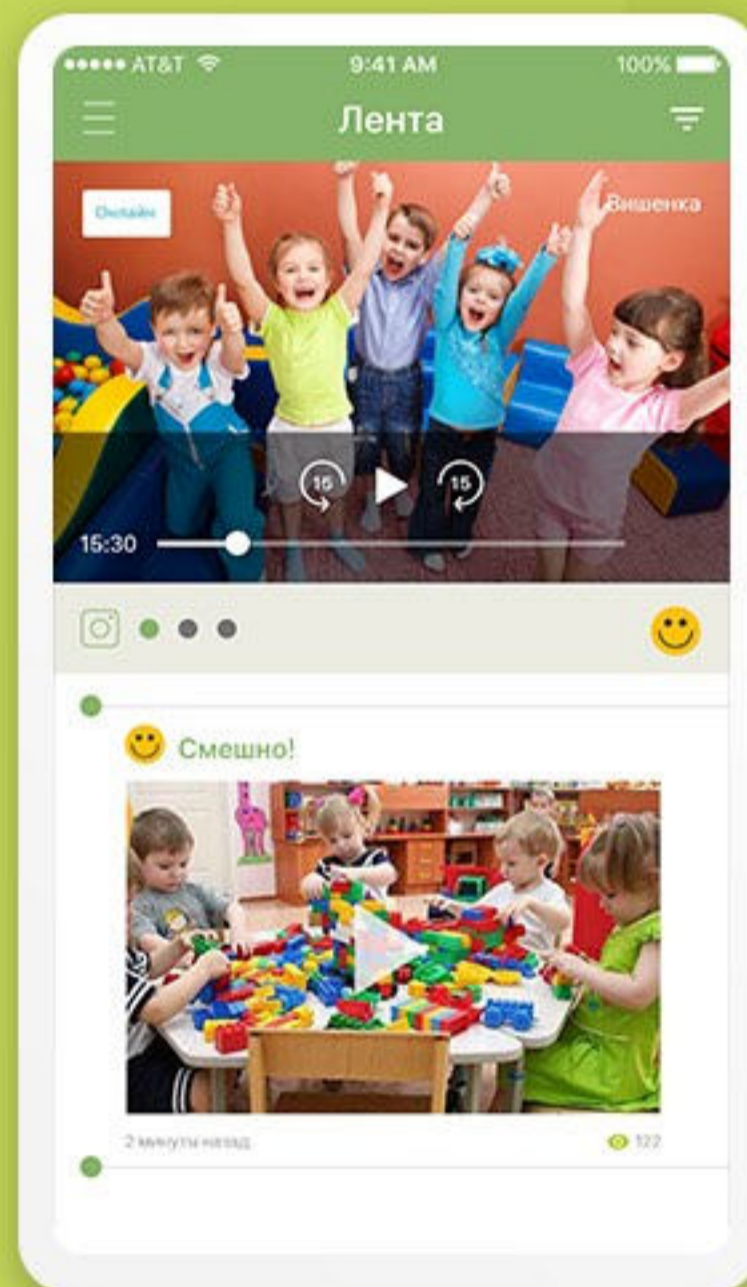 AT&T 9:41 AM 100%
Лента
Онлайн Вишенка
15 15
15:30
Смешно!
2 минуты назад 122